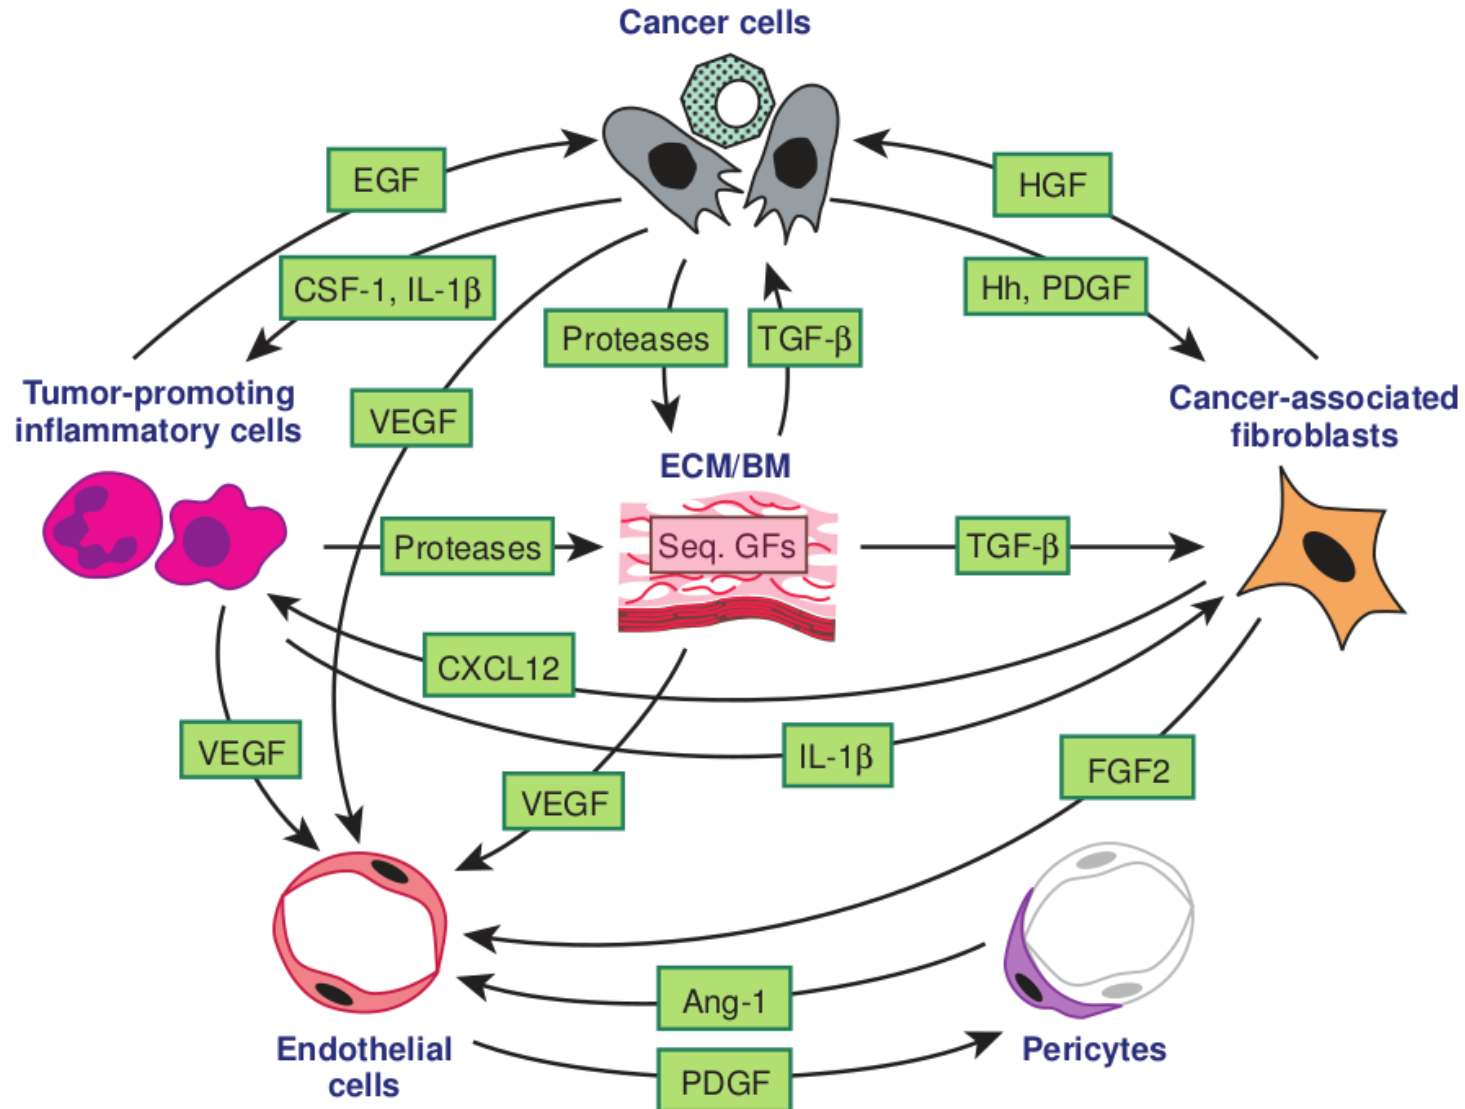 Cancer cells
EGF
HGF
CSF-1, IL-1β
Hh, PDGF
Proteases
TGF-β
Tumor-promoting
inflammatory cells
VEGF
Cancer-associated
fibroblasts
ECM/BM
Proteases
Seq. GFs
TGF-β
CXCL12
VEGF
IL-1β
FGF2
VEGF
Ang-1
Endothelial
cells
Pericytes
PDGF